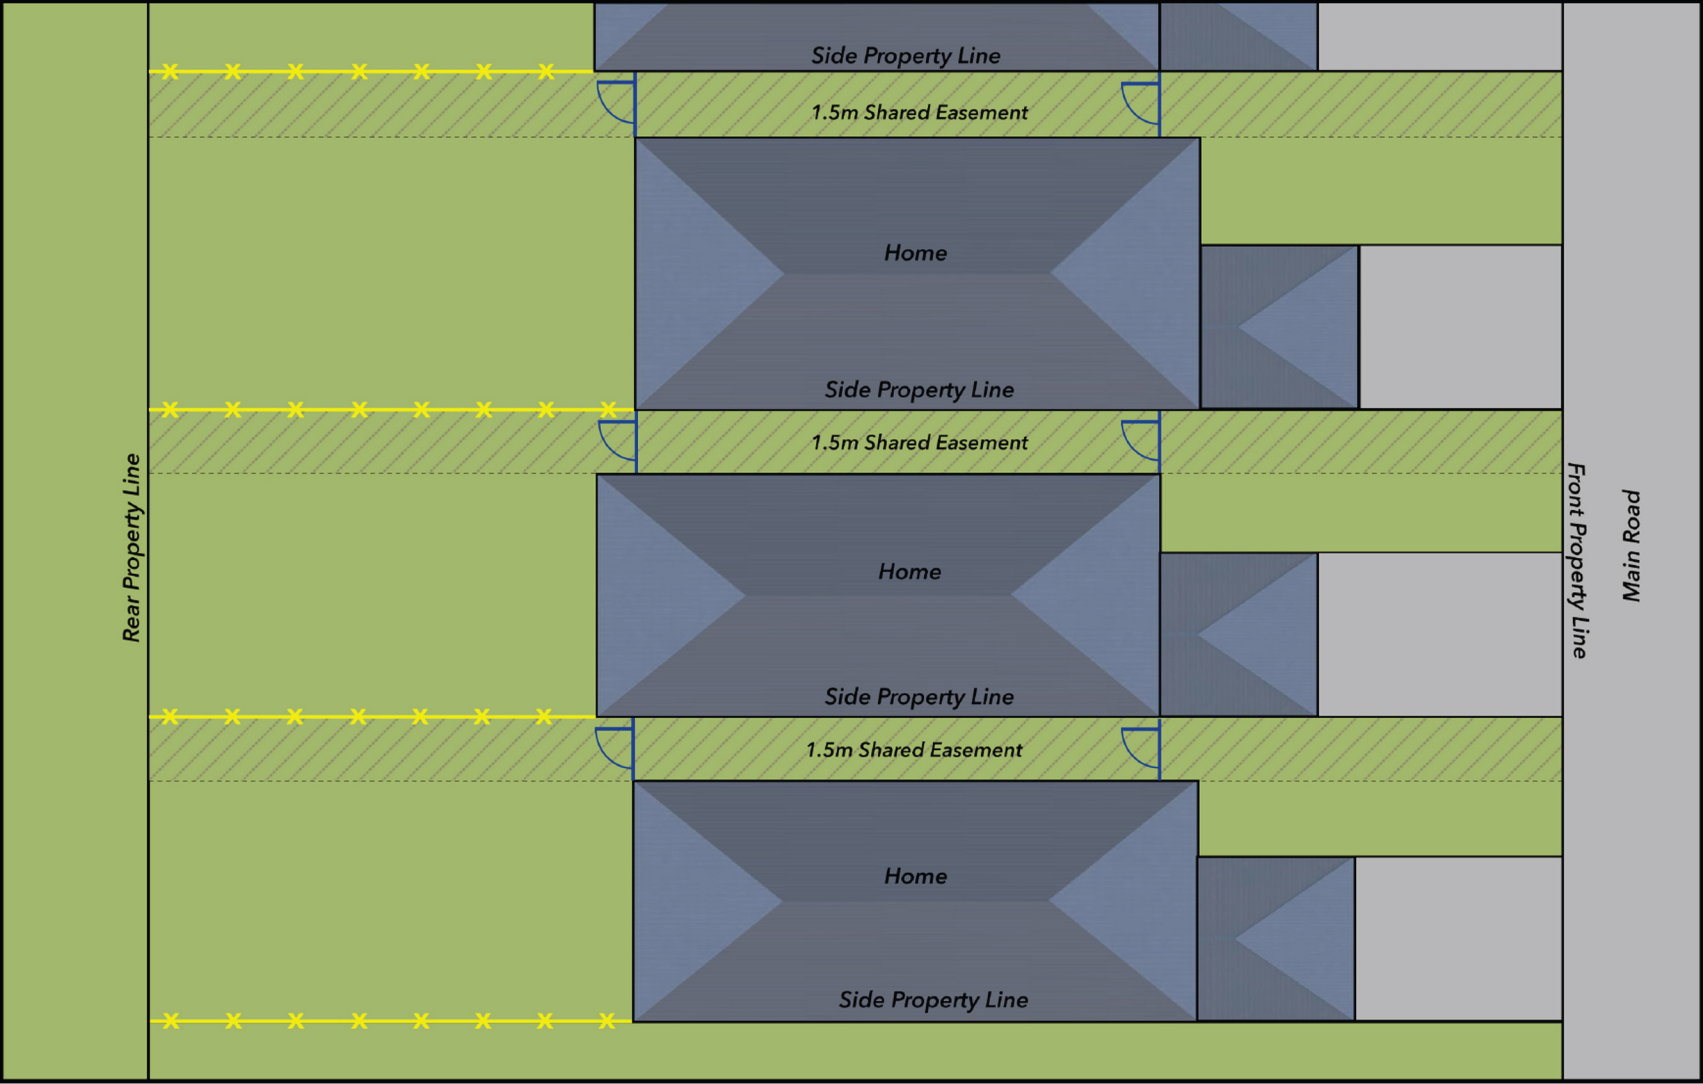 Side Property Line
1.5m Shared Easement
Home
Side Property Line
1.5m Shared Easement
Rear Property Line
Front Property Line
Main Road
Home
Side Property Line
1.5m Shared Easement
Home
Side Property Line